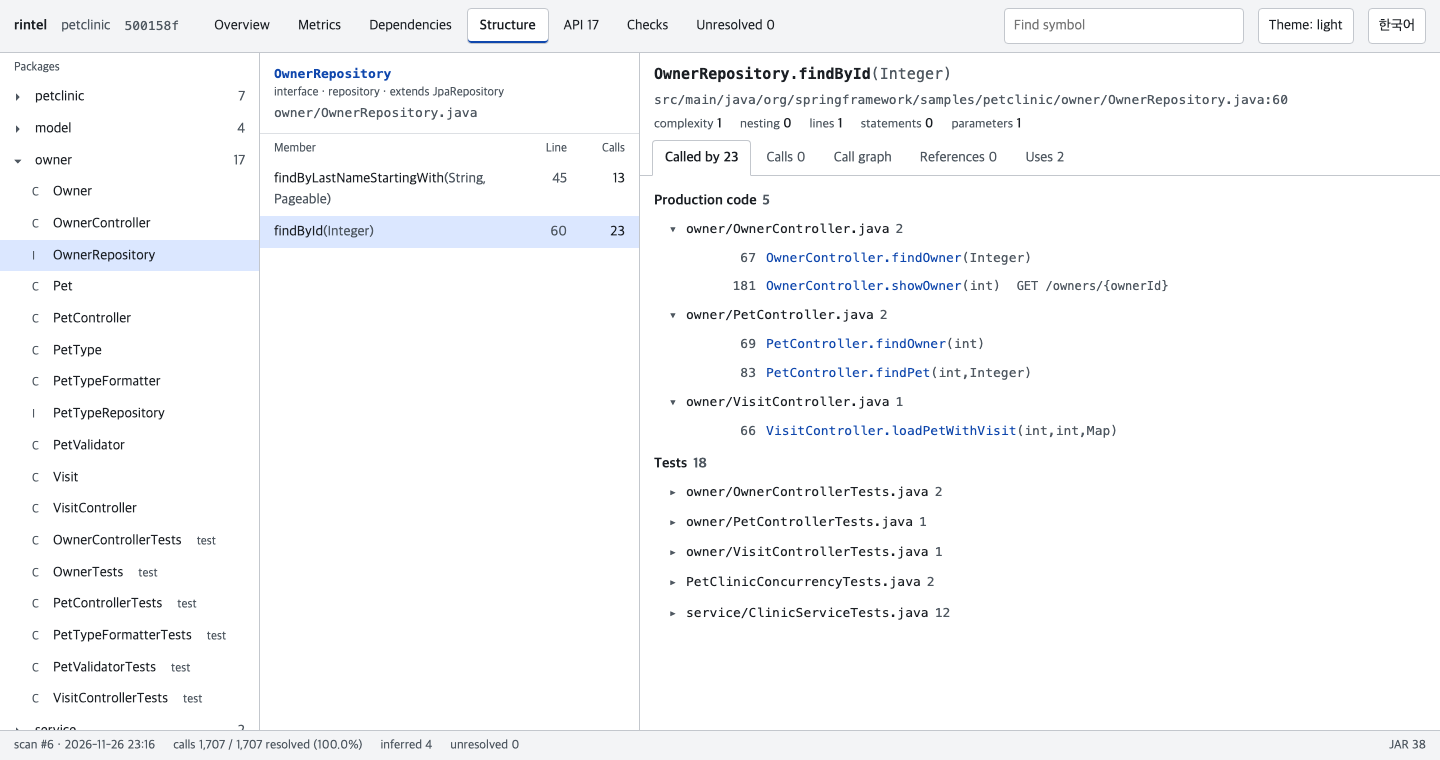 rintel petclinic 500158f Overview Metrics Dependencies Structure API 17 Checks Unresolved 0 Find symbol Theme: light 한국어
Packages
petclinic 7
model 4
owner 17
C Owner
C OwnerController
I OwnerRepository
C Pet
C PetController
C PetType
C PetTypeFormatter
I PetTypeRepository
C PetValidator
C Visit
C VisitController
C OwnerControllerTests test
C OwnerTests test
C PetControllerTests test
C PetTypeFormatterTests test
C PetValidatorTests test
C VisitControllerTests test
service 2
OwnerRepository
interface · repository · extends JpaRepository
owner/OwnerRepository.java
Member Line Calls
findByLastNameStartingWith(String, 45 13
Pageable)
findById(Integer) 60 23
OwnerRepository.findById(Integer)
src/main/java/org/springframework/samples/petclinic/owner/OwnerRepository.java:60
complexity 1 nesting 0 lines 1 statements 0 parameters 1
Called by 23 Calls 0 Call graph References 0 Uses 2
Production code 5
owner/OwnerController.java 2
67 OwnerController.findOwner(Integer)
181 OwnerController.showOwner(int) GET /owners/{ownerId}
owner/PetController.java 2
69 PetController.findOwner(int)
83 PetController.findPet(int,Integer)
owner/VisitController.java 1
66 VisitController.loadPetWithVisit(int,int,Map)
Tests 18
owner/OwnerControllerTests.java 2
owner/PetControllerTests.java 1
owner/VisitControllerTests.java 1
PetClinicConcurrencyTests.java 2
service/ClinicServiceTests.java 12
scan #6 · 2026-11-26 23:16 calls 1,707 / 1,707 resolved (100.0%) inferred 4 unresolved 0 JAR 38